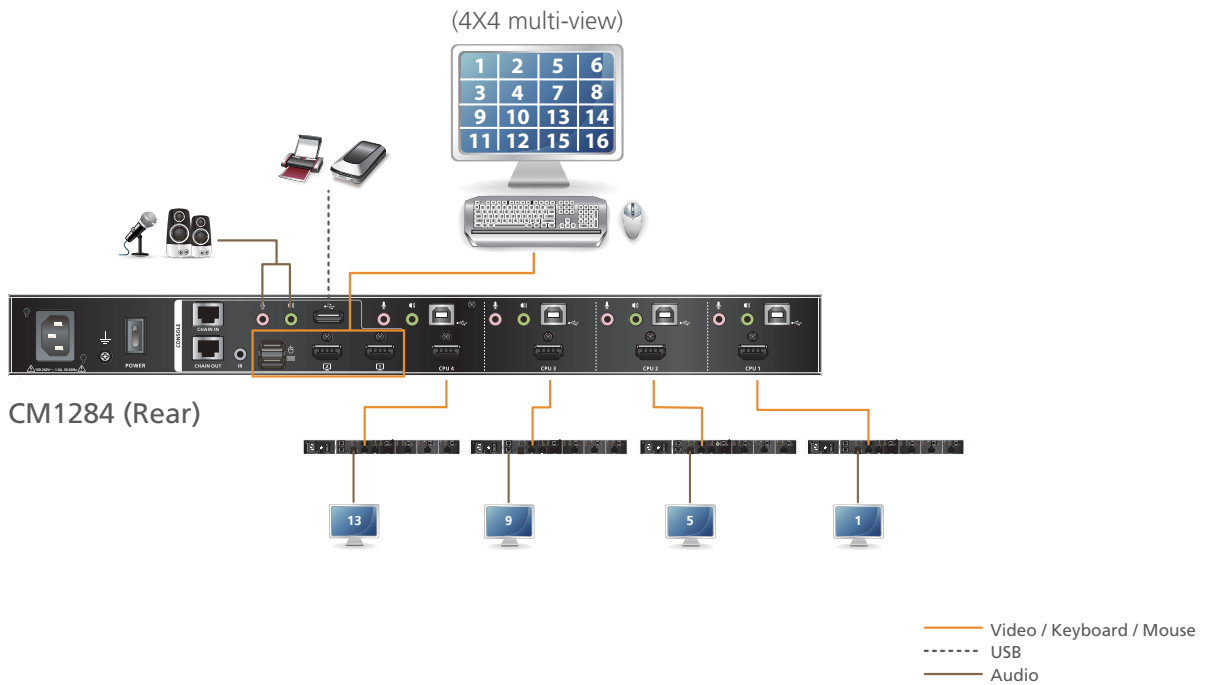 (4X4 multi-view)
1 2 5 6
3 4 7 8
9 10 13 14
11 12 15 16
CONSOLE
CHAIN IN
CHAIN OUT
IR
POWER
2
1
CPU 4
CPU 3
CPU 2
CPU 1
CM1284 (Rear)
13
9
5
1
Video / Keyboard / Mouse
USB
Audio